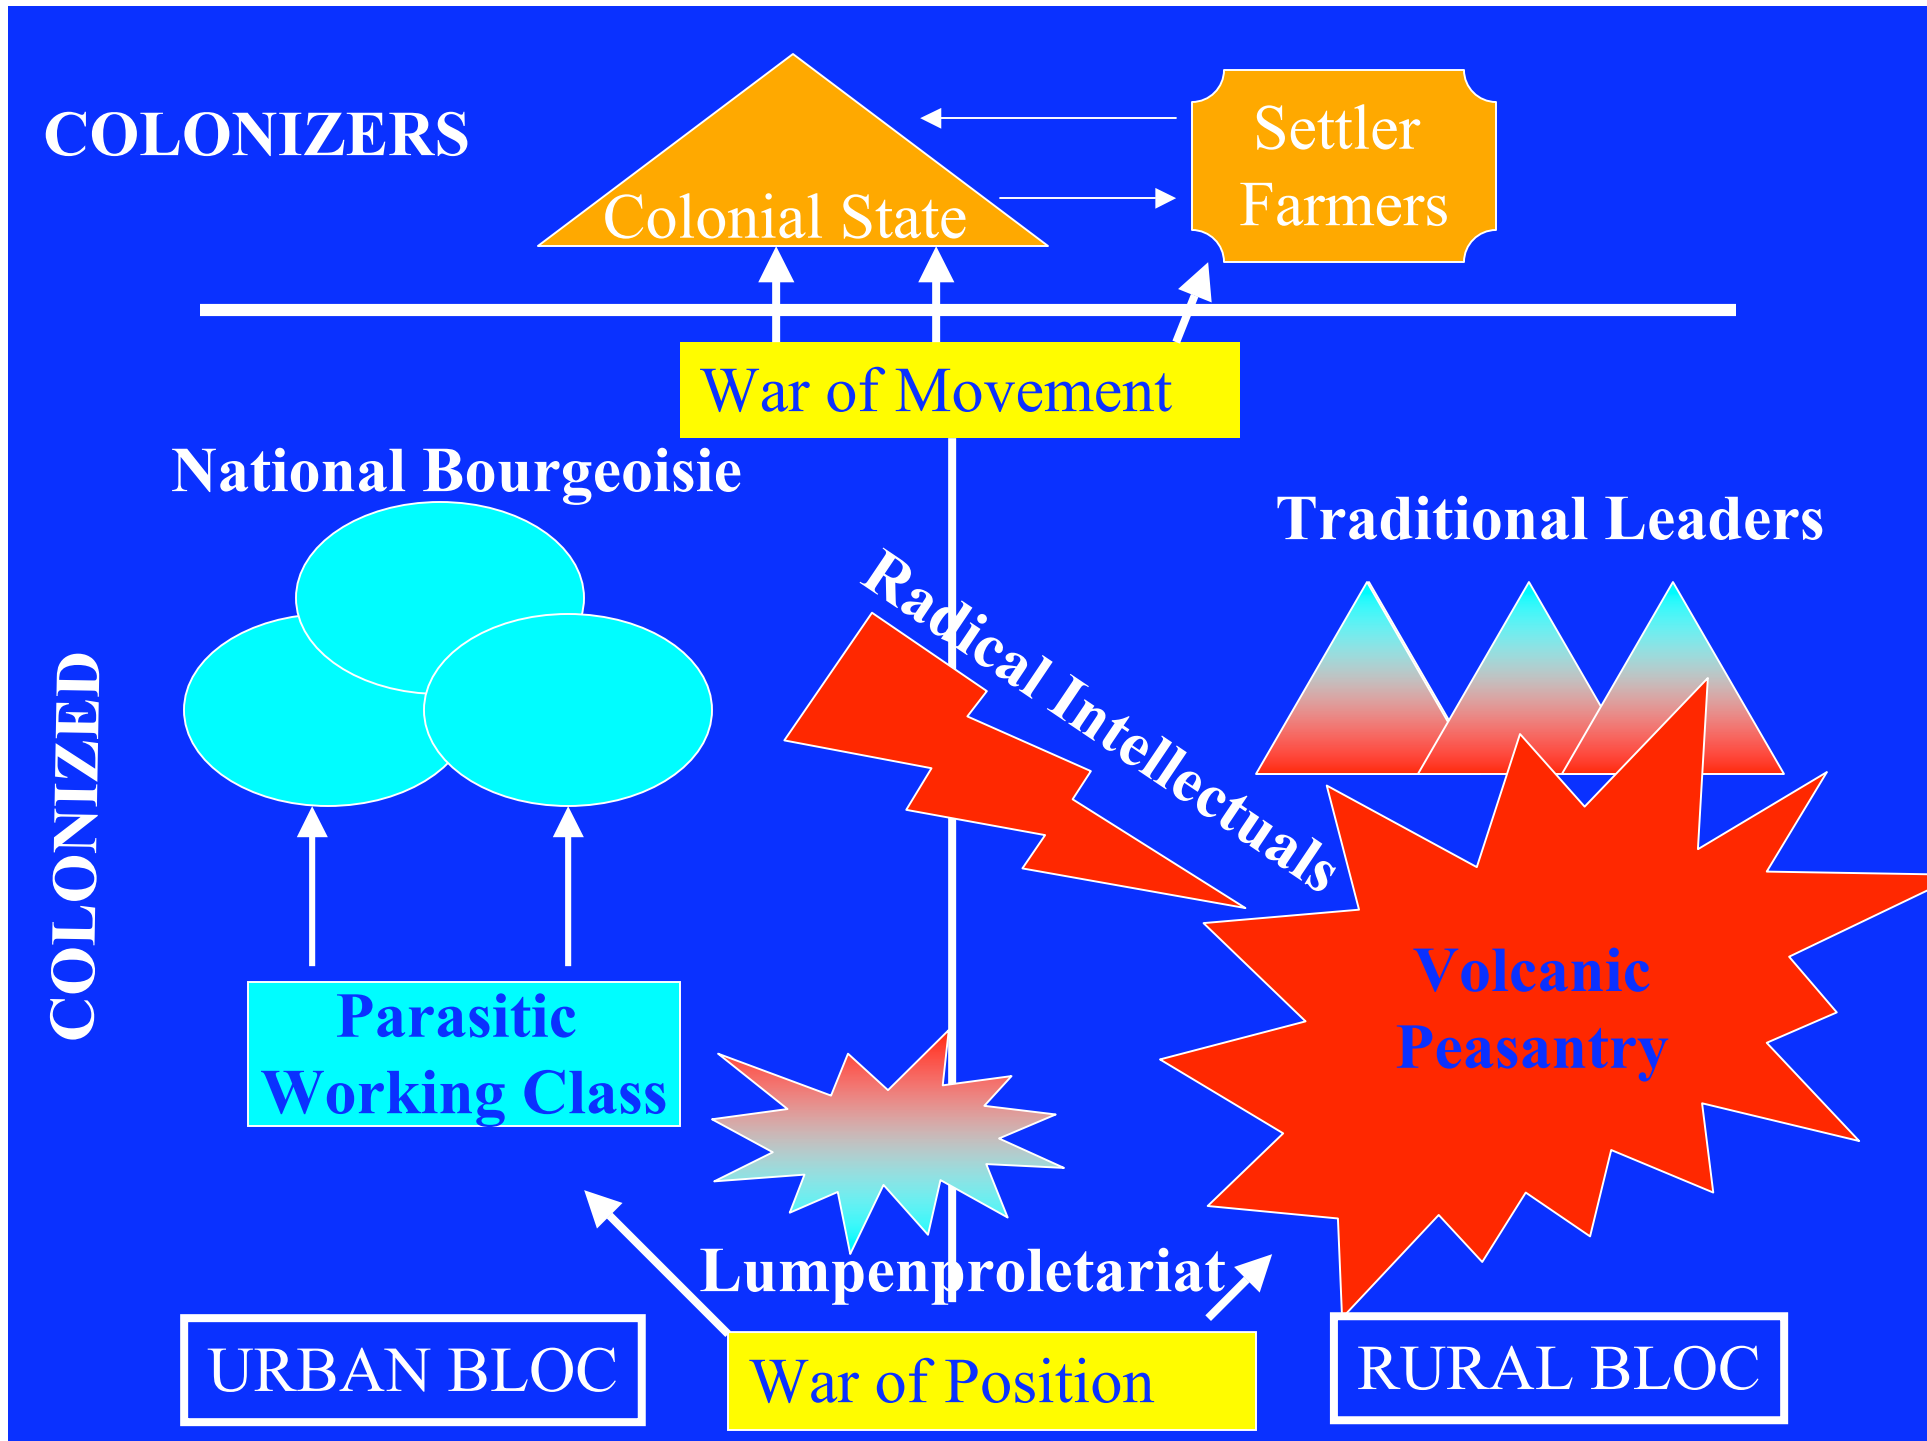 COLONIZERS
Colonial State
Settler
Farmers
War of Movement
National Bourgeoisie
Traditional Leaders
Radical Intellectuals
COLONIZED
Volcanic
Peasantry
Parasitic
Working Class
Lumpenproletariat
URBAN BLOC
War of Position
RURAL BLOC